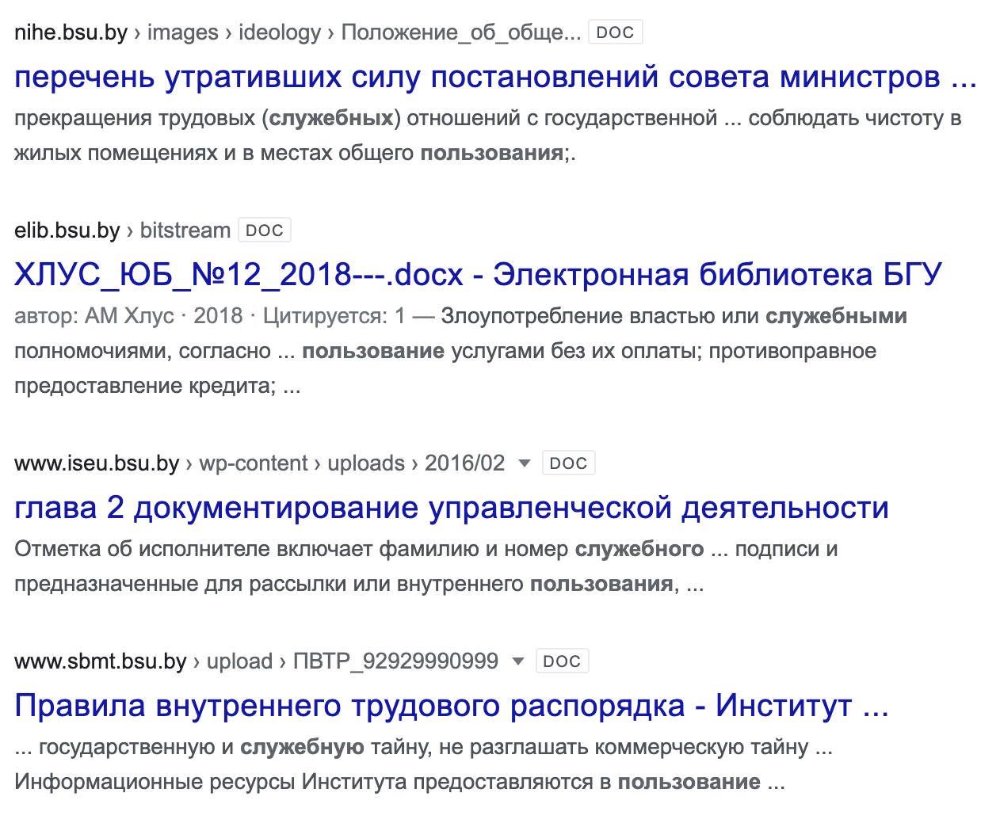 nihe.bsu.by › images › ideology › Положение_об_обще... DOC
перечень утративших силу постановлений совета министров ...
прекращения трудовых (служебных) отношений с государственной ... соблюдать чистоту в
жилых помещениях и в местах общего пользования;.
elib.bsu.by › bitstream DOC
ХЛУС_ЮБ_№12_2018---.docx - Электронная библиотека БГУ
автор: АМ Хлус · 2018 · Цитируется: 1 — Злоупотребление властью или служебными
полномочиями, согласно ... пользование услугами без их оплаты; противоправное
предоставление кредита; ...
www.iseu.bsu.by › wp-content › uploads › 2016/02 DOC
глава 2 документирование управленческой деятельности
Отметка об исполнителе включает фамилию и номер служебного ... подписи и
предназначенные для рассылки или внутреннего пользования, ...
www.sbmt.bsu.by › upload › ПВТР_92929990999 DOC
Правила внутреннего трудового распорядка - Институт ...
... государственную и служебную тайну, не разглашать коммерческую тайну ...
Информационные ресурсы Института предоставляются в пользование ...